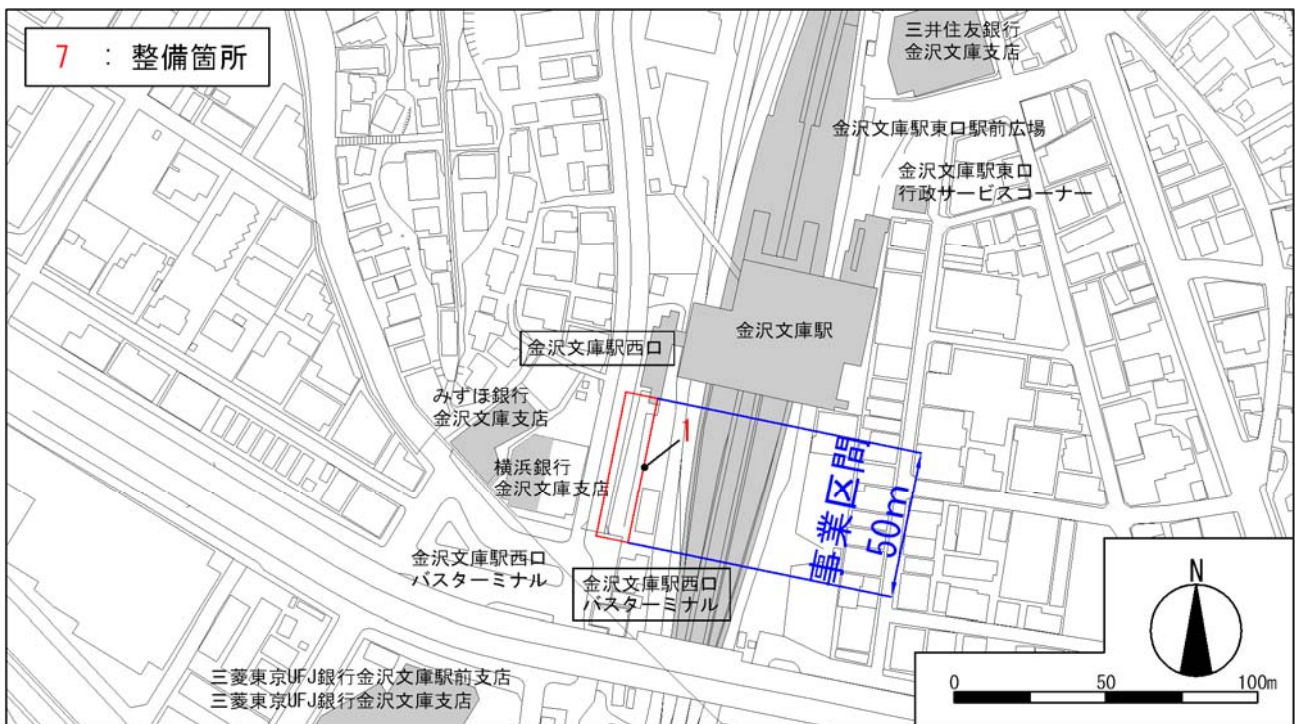 7 : 整備箇所
三井住友銀行
金沢文庫支店
金沢文庫駅東口駅前広場
金沢文庫駅東口
行政サービスコーナー
金沢文庫駅
金沢文庫駅西口
みずほ銀行
金沢文庫支店
横浜銀行
金沢文庫支店
1
事業区間
50m
金沢文庫駅西口
バスターミナル
金沢文庫駅西口
バスターミナル
三菱東京UFJ銀行金沢文庫駅前支店
三菱東京UFJ銀行金沢文庫支店
N
0 50 100m